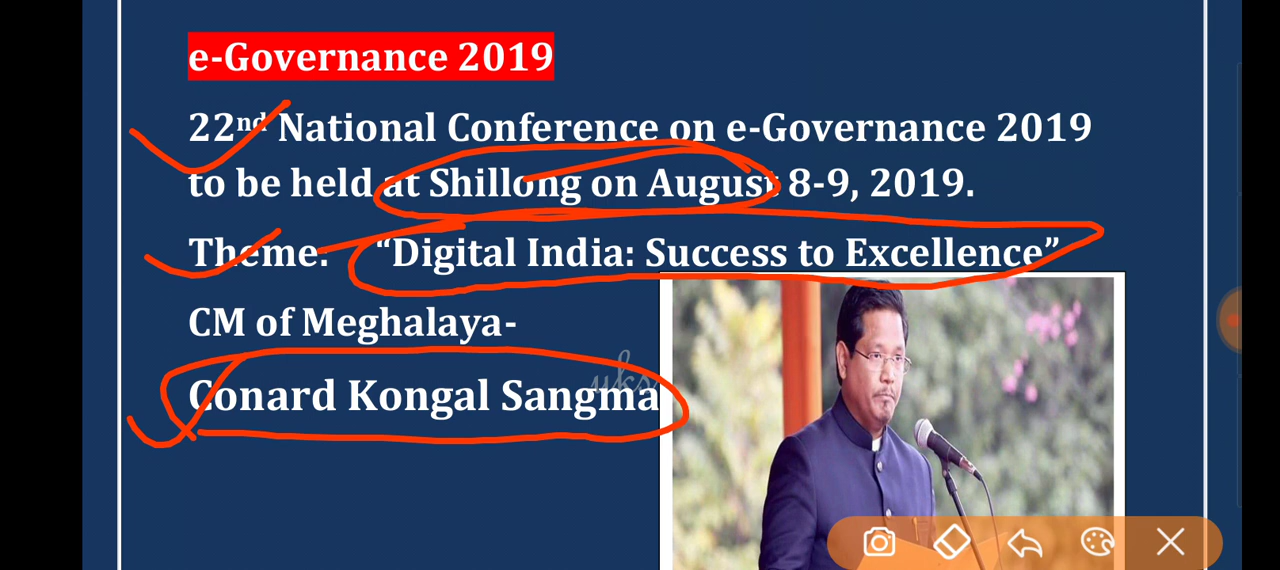 e-Governance 2019
22nd National Conference on e-Governance 2019
to be held at Shillong on August 8-9, 2019.
Theme: “Digital India: Success to Excellence”
CM of Meghalaya-
Conard Kongal Sangma